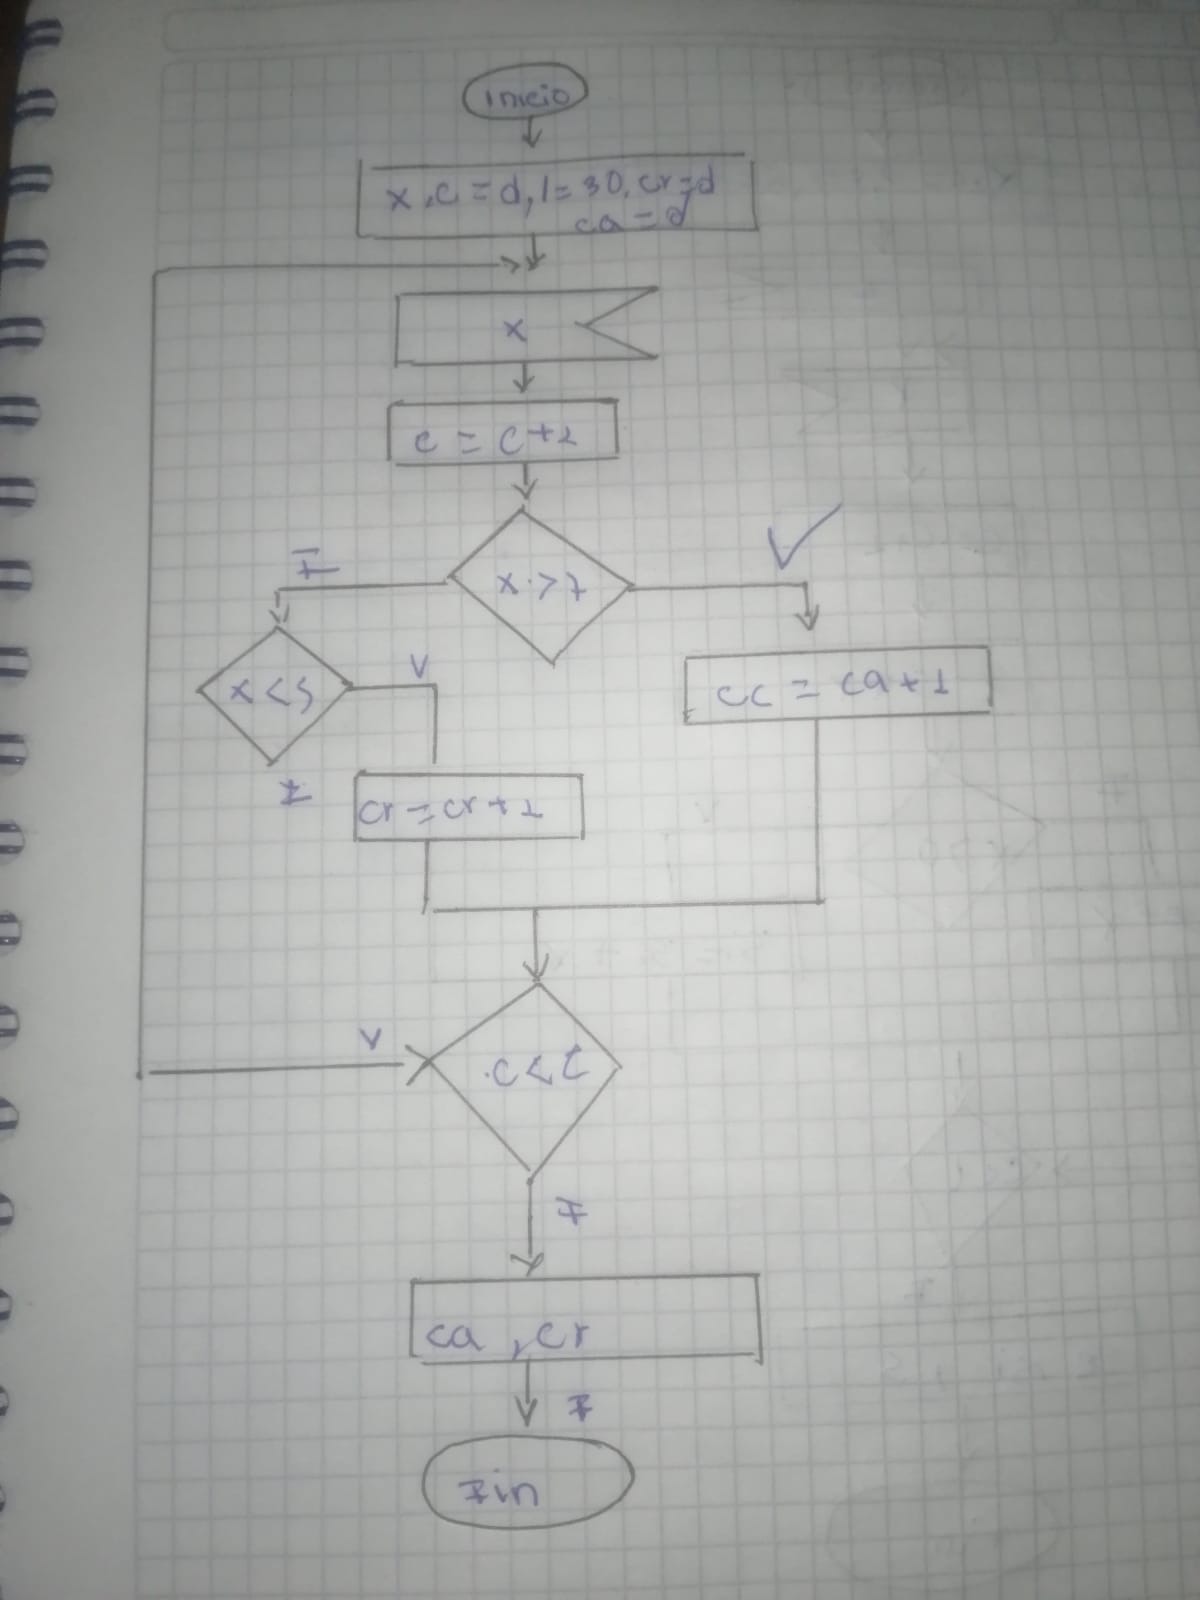 Inicio
x, c = d, l = 30, cr = d
ca = d
x
c = c + 1
x > 7
F
x < 5
v
cc = ca + 1
F
cr = cr + 1
v
c < l
F
ca, cr
F
Fin